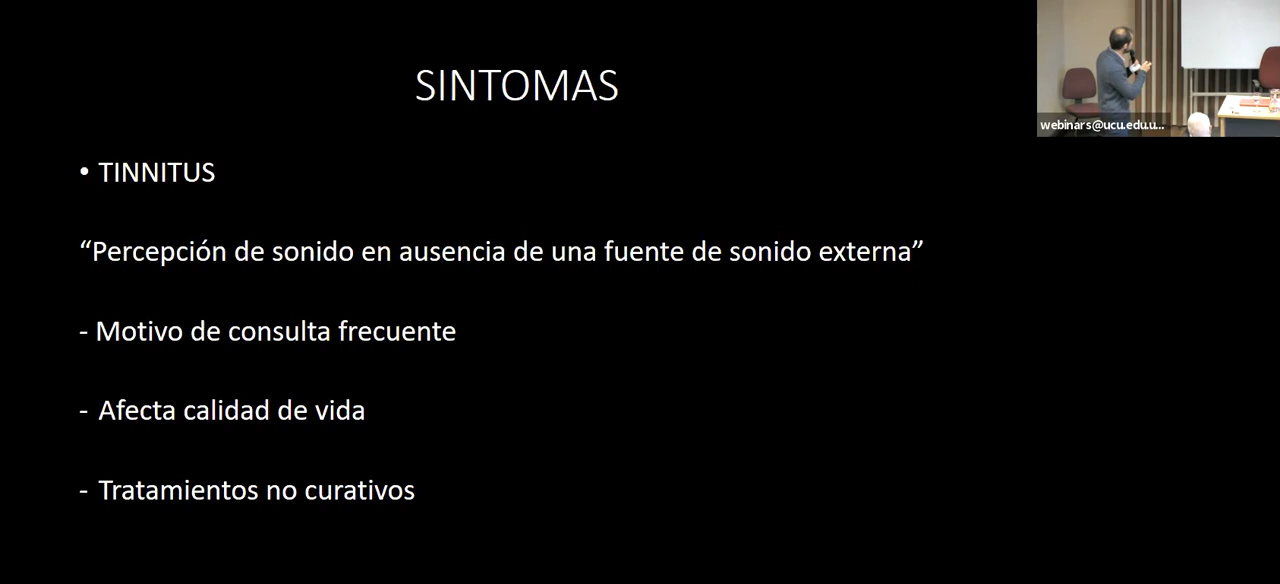 SINTOMAS
• TINNITUS
“Percepción de sonido en ausencia de una fuente de sonido externa”
- Motivo de consulta frecuente
- Afecta calidad de vida
- Tratamientos no curativos
webinars@ucu.edu.u...